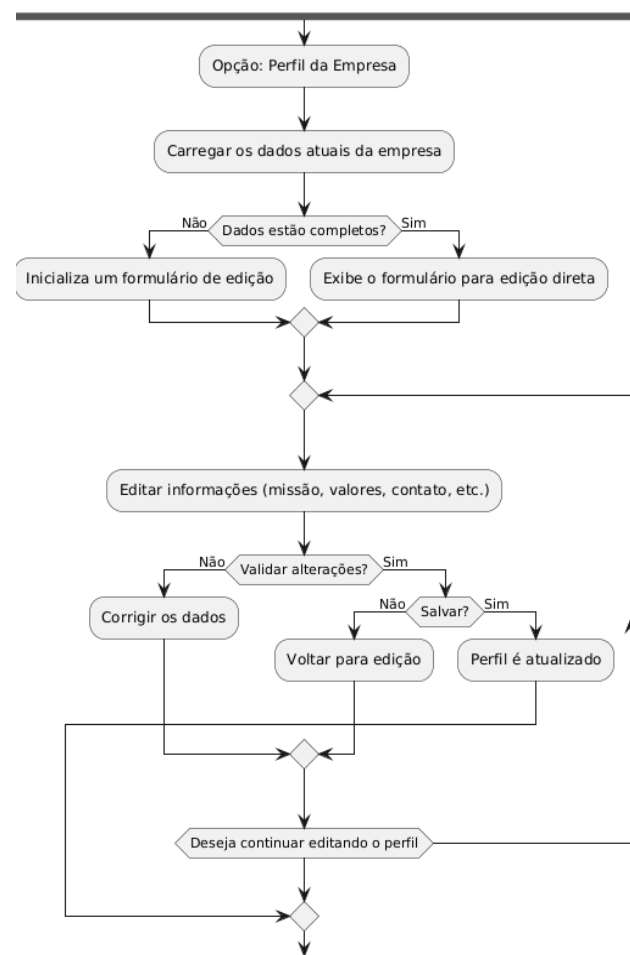 Opção: Perfil da Empresa
Carregar os dados atuais da empresa
Não
Dados estão completos?
Sim
Inicializa um formulário de edição
Exibe o formulário para edição direta
Editar informações (missão, valores, contato, etc.)
Não
Validar alterações?
Sim
Corrigir os dados
Não
Salvar?
Sim
Voltar para edição
Perfil é atualizado
Deseja continuar editando o perfil